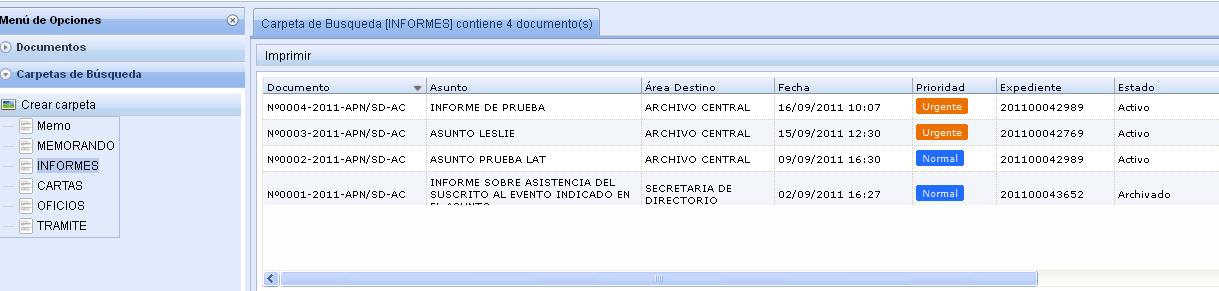 Menú de Opciones
Documentos
Carpetas de Búsqueda
Crear carpeta
Memo
MEMORANDO
INFORMES
CARTAS
OFICIOS
TRAMITE
Carpeta de Busqueda [INFORMES] contiene 4 documento(s)
Imprimir
Documento Asunto Área Destino Fecha Prioridad Expediente Estado
Nº0004-2011-APN/SD-AC INFORME DE PRUEBA ARCHIVO CENTRAL 16/09/2011 10:07 Urgente 201100042989 Activo
Nº0003-2011-APN/SD-AC ASUNTO LESLIE ARCHIVO CENTRAL 15/09/2011 12:30 Urgente 201100042769 Activo
Nº0002-2011-APN/SD-AC ASUNTO PRUEBA LAT ARCHIVO CENTRAL 09/09/2011 16:30 Normal 201100042989 Activo
Nº0001-2011-APN/SD-AC INFORME SOBRE ASISTENCIA DEL SUSCRITO AL EVENTO INDICADO EN SECRETARIA DE DIRECTORIO 02/09/2011 16:27 Normal 201100043652 Archivado